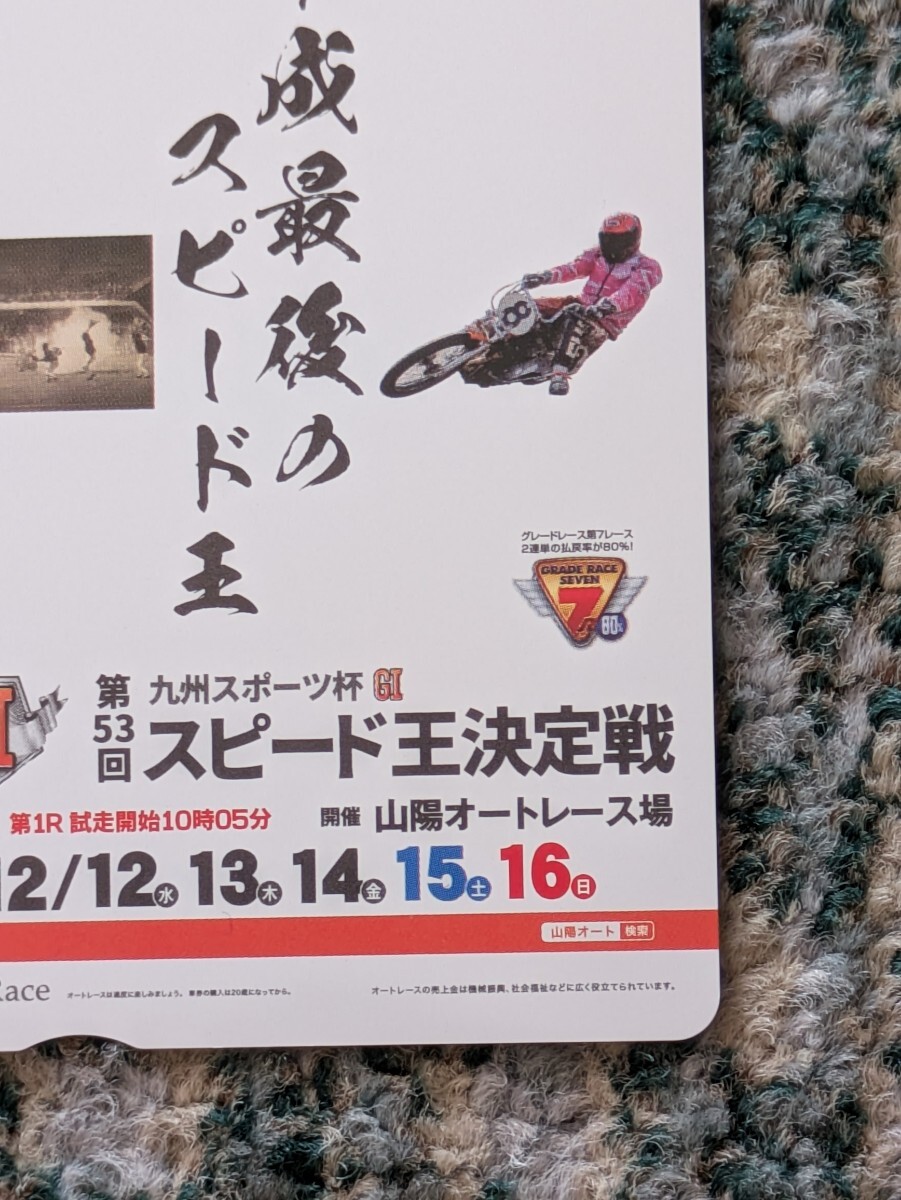 成最後の
スピード王
8
グレードレース第7レース
2連単の払戻率が80%!
GRADE RACE
SEVEN
7
80%
I
第53回
九州スポーツ杯 GI
スピード王決定戦
第1R 試走開始10時05分
開催 山陽オートレース場
12/12水 13木 14金 15土 16日
山陽オート 検索
Race
オートレースは適度に楽しみましょう。 車券の購入は20歳になってから。
オートレースの売上金は機械振興、社会福祉などに広く役立てられています。